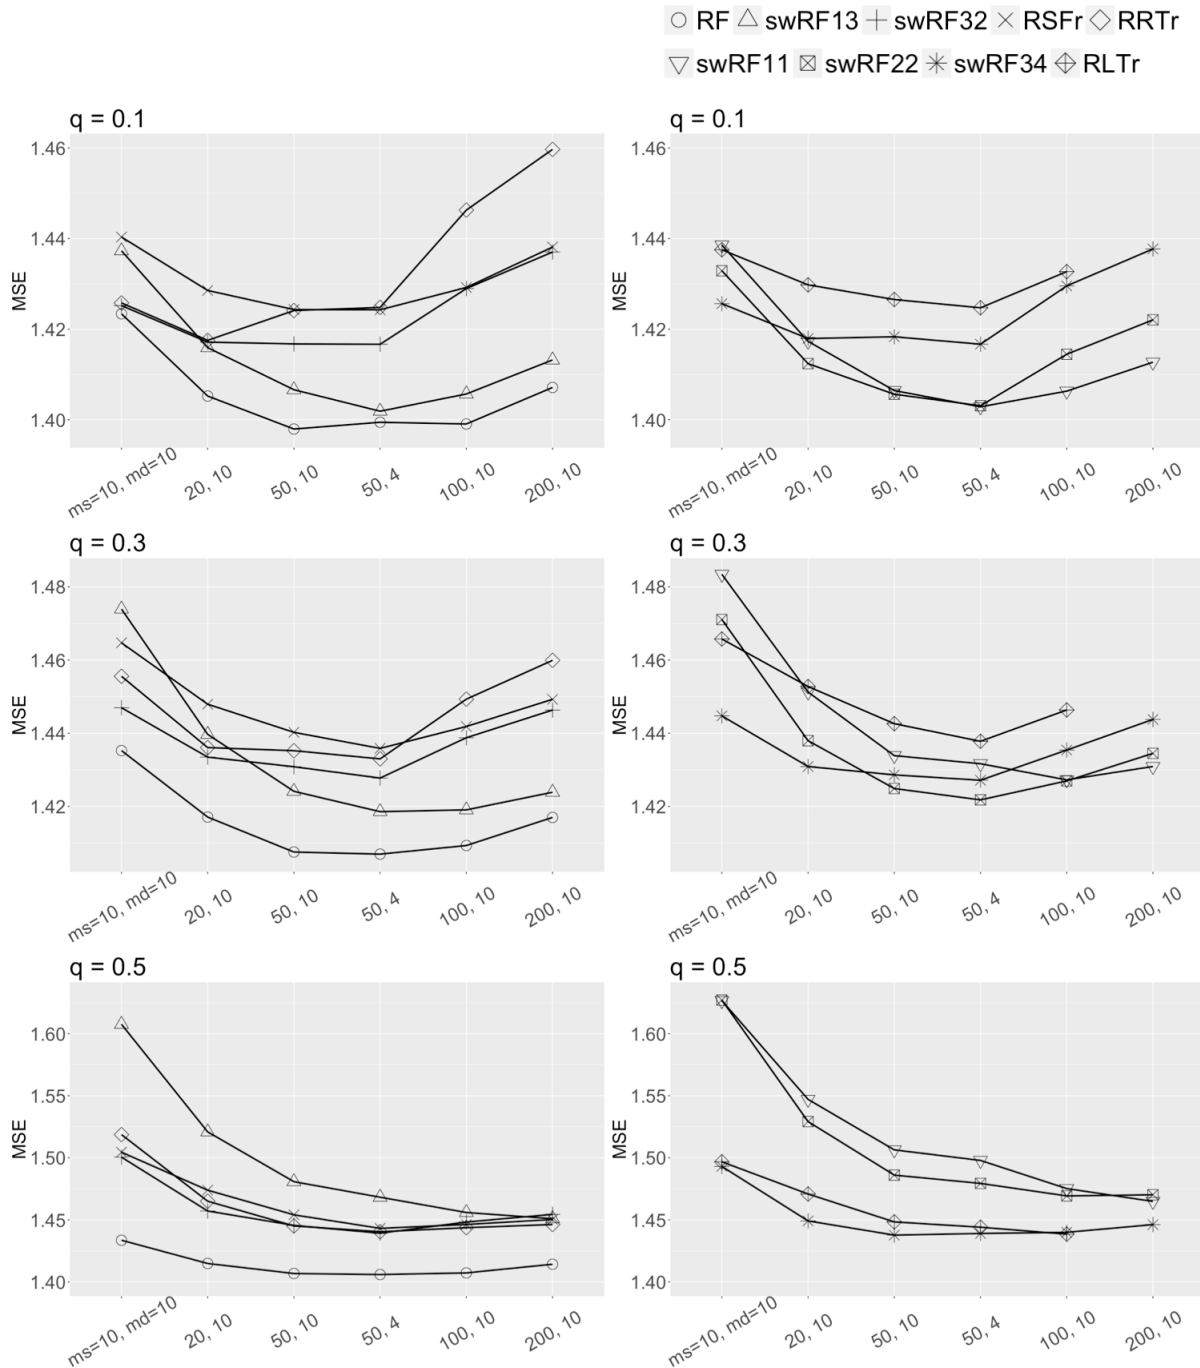 RF swRF13 swRF32 RSFr RRTr
swRF11 swRF22 swRF34 RLTr
q = 0.1
MSE
1.46
1.44
1.42
1.40
ms=10, md=10
20, 10
50, 10
50, 4
100, 10
200, 10
q = 0.1
MSE
1.46
1.44
1.42
1.40
ms=10, md=10
20, 10
50, 10
50, 4
100, 10
200, 10
q = 0.3
MSE
1.48
1.46
1.44
1.42
ms=10, md=10
20, 10
50, 10
50, 4
100, 10
200, 10
q = 0.3
MSE
1.48
1.46
1.44
1.42
ms=10, md=10
20, 10
50, 10
50, 4
100, 10
200, 10
q = 0.5
MSE
1.60
1.55
1.50
1.45
1.40
ms=10, md=10
20, 10
50, 10
50, 4
100, 10
200, 10
q = 0.5
MSE
1.60
1.55
1.50
1.45
1.40
ms=10, md=10
20, 10
50, 10
50, 4
100, 10
200, 10